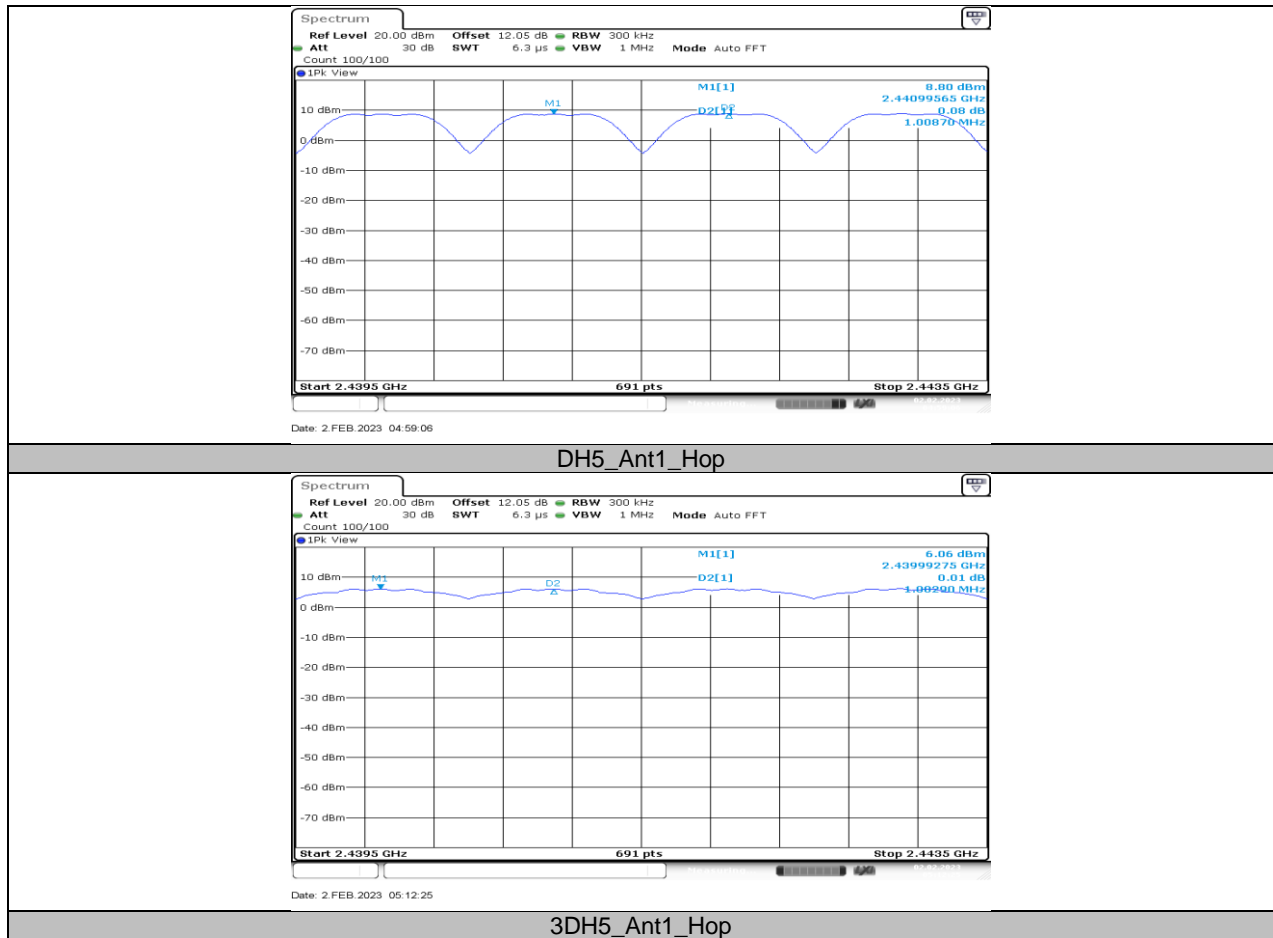 Spectrum
Ref Level 20.00 dBm Offset 12.05 dB RBW 300 kHz
Att 30 dB SWT 6.3 µs VBW 1 MHz Mode Auto FFT
Count 100/100
1Pk View
M1[1] 8.80 dBm
2.44099565 GHz
D2[1] 0.08 dB
1.00870 MHz
M1
D2
10 dBm
0 dBm
-10 dBm
-20 dBm
-30 dBm
-40 dBm
-50 dBm
-60 dBm
-70 dBm
Start 2.4395 GHz 691 pts Stop 2.4435 GHz
Date: 2.FEB.2023 04:59:06
DH5_Ant1_Hop
Spectrum
Ref Level 20.00 dBm Offset 12.05 dB RBW 300 kHz
Att 30 dB SWT 6.3 µs VBW 1 MHz Mode Auto FFT
Count 100/100
1Pk View
M1[1] 6.06 dBm
2.43999275 GHz
D2[1] 0.01 dB
1.00290 MHz
M1
D2
10 dBm
0 dBm
-10 dBm
-20 dBm
-30 dBm
-40 dBm
-50 dBm
-60 dBm
-70 dBm
Start 2.4395 GHz 691 pts Stop 2.4435 GHz
Date: 2.FEB.2023 05:12:25
3DH5_Ant1_Hop